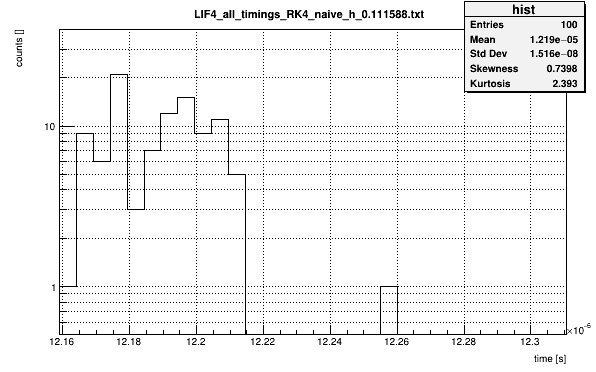 LIF4_all_timings_RK4_naive_h_0.111588.txt
hist
Entries 100
Mean 1.219e−05
Std Dev 1.516e−08
Skewness 0.7398
Kurtosis 2.393
counts []
10
1
12.16 12.18 12.2 12.22 12.24 12.26 12.28 12.3
×10−6
time [s]